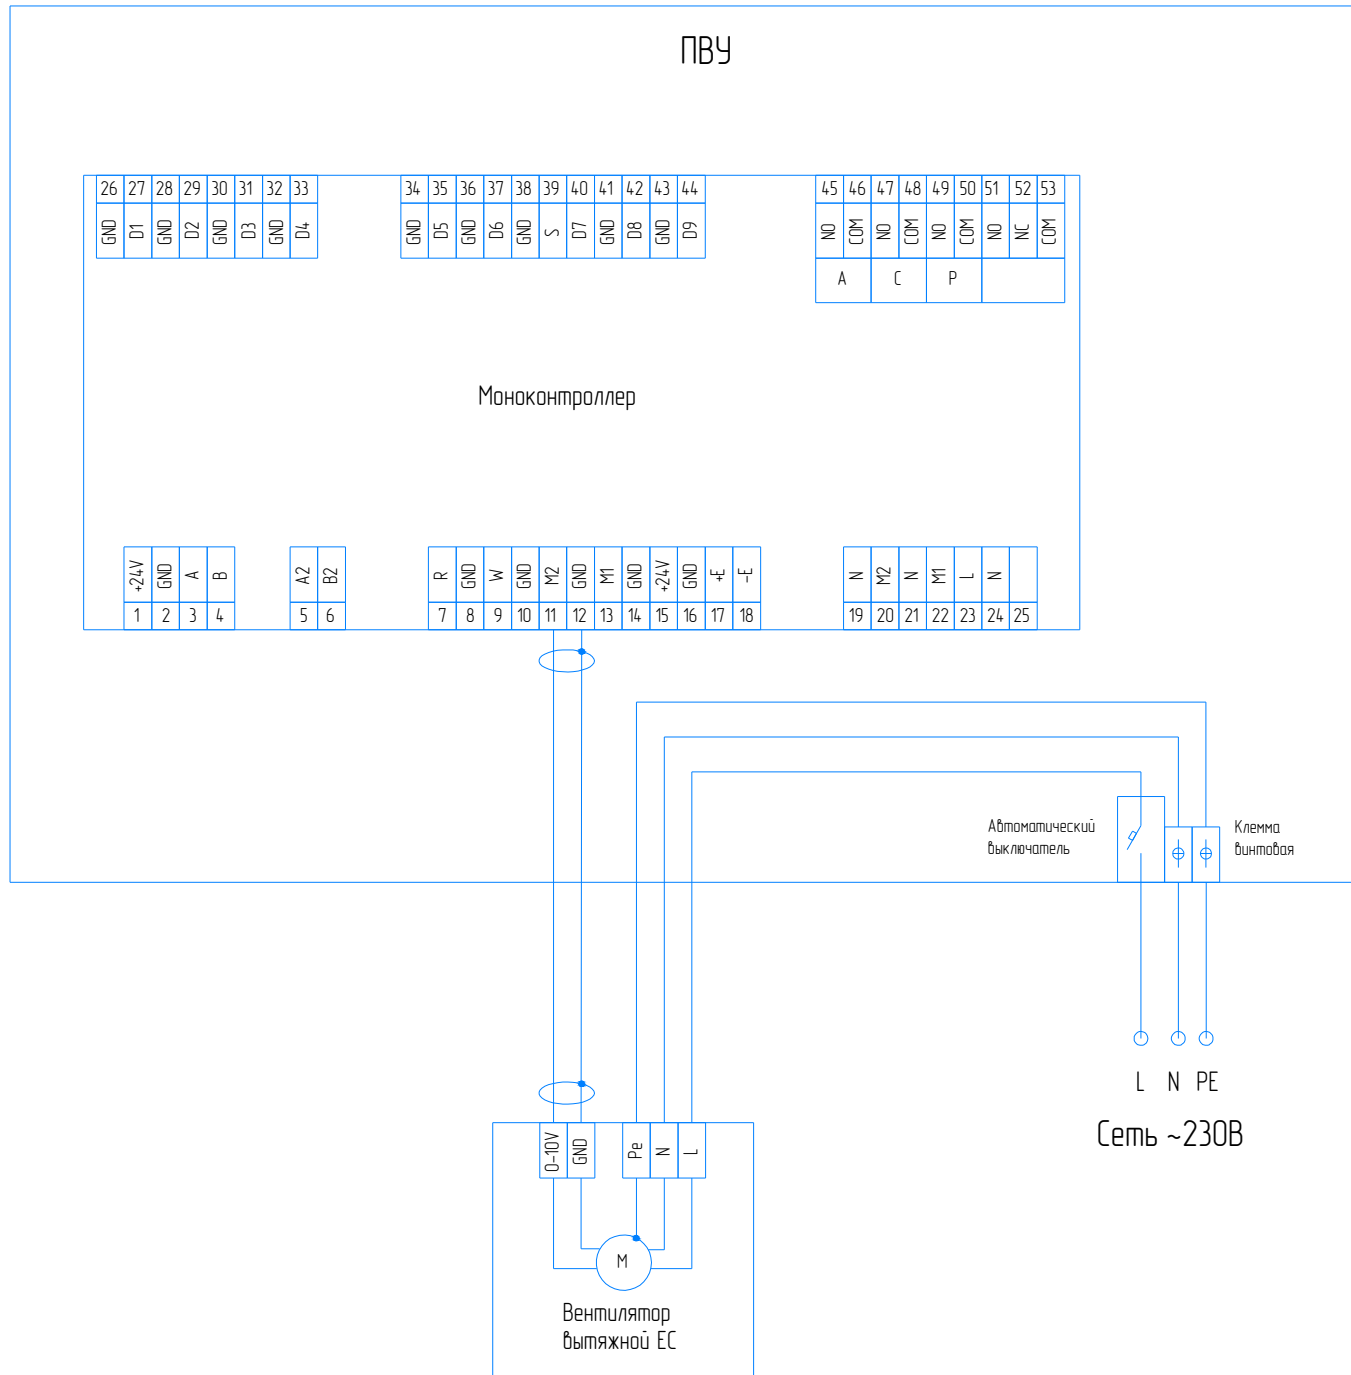 ПВУ
26 27 28 29 30 31 32 33
GND D1 GND D2 GND D3 GND D4
34 35 36 37 38 39 40 41 42 43 44
GND D5 GND D6 GND S D7 GND D8 GND D9
45 46 47 48 49 50 51 52 53
NO COM NO COM NO COM NO NC COM
A C P
Моноконтроллер
+24V GND A B
1 2 3 4
A2 B2
5 6
R GND W GND M2 GND M1 GND +24V GND +E -E
7 8 9 10 11 12 13 14 15 16 17 18
N M2 N M1 L N
19 20 21 22 23 24 25
Автоматический
выключатель
Клемма
винтовая
L N PE
Сеть ~230В
0-10V GND Pe N L
M
Вентилятор
вытяжной ЕС